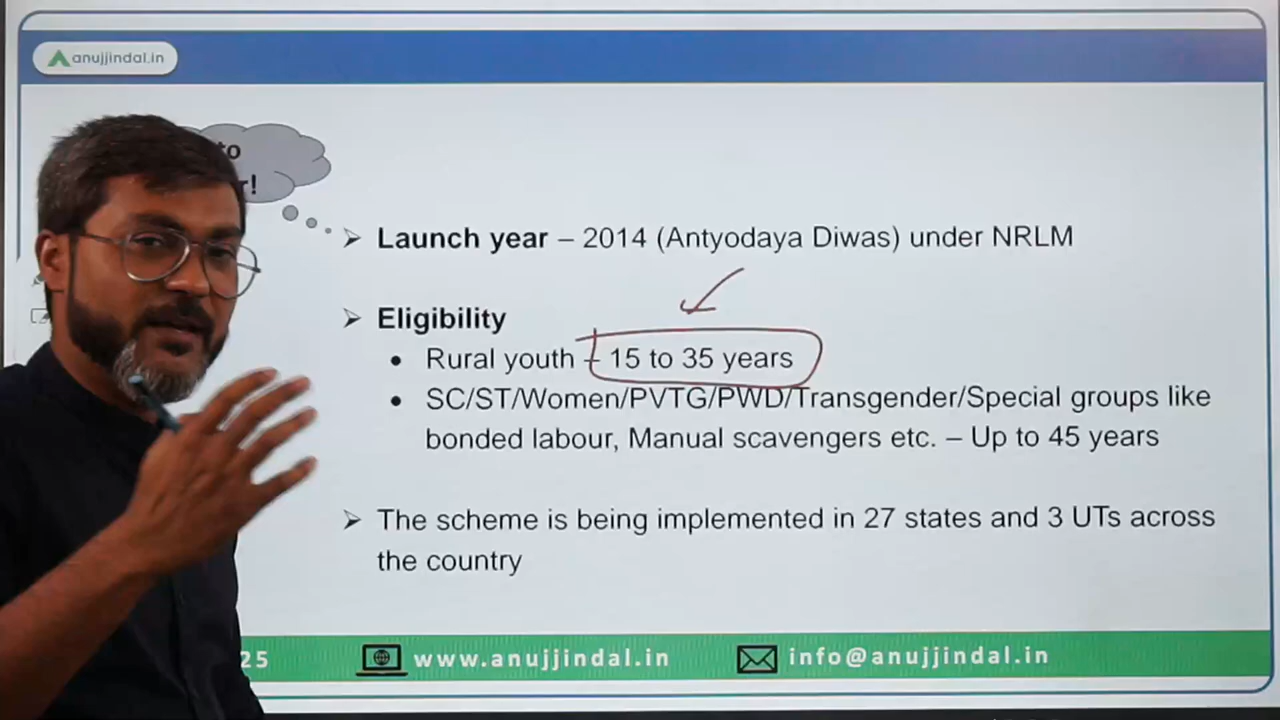 anujjindal.in
to
r!
Launch year – 2014 (Antyodaya Diwas) under NRLM
Eligibility
Rural youth – 15 to 35 years
SC/ST/Women/PVTG/PWD/Transgender/Special groups like
bonded labour, Manual scavengers etc. – Up to 45 years
The scheme is being implemented in 27 states and 3 UTs across
the country
25
www.anujjindal.in
info@anujjindal.in